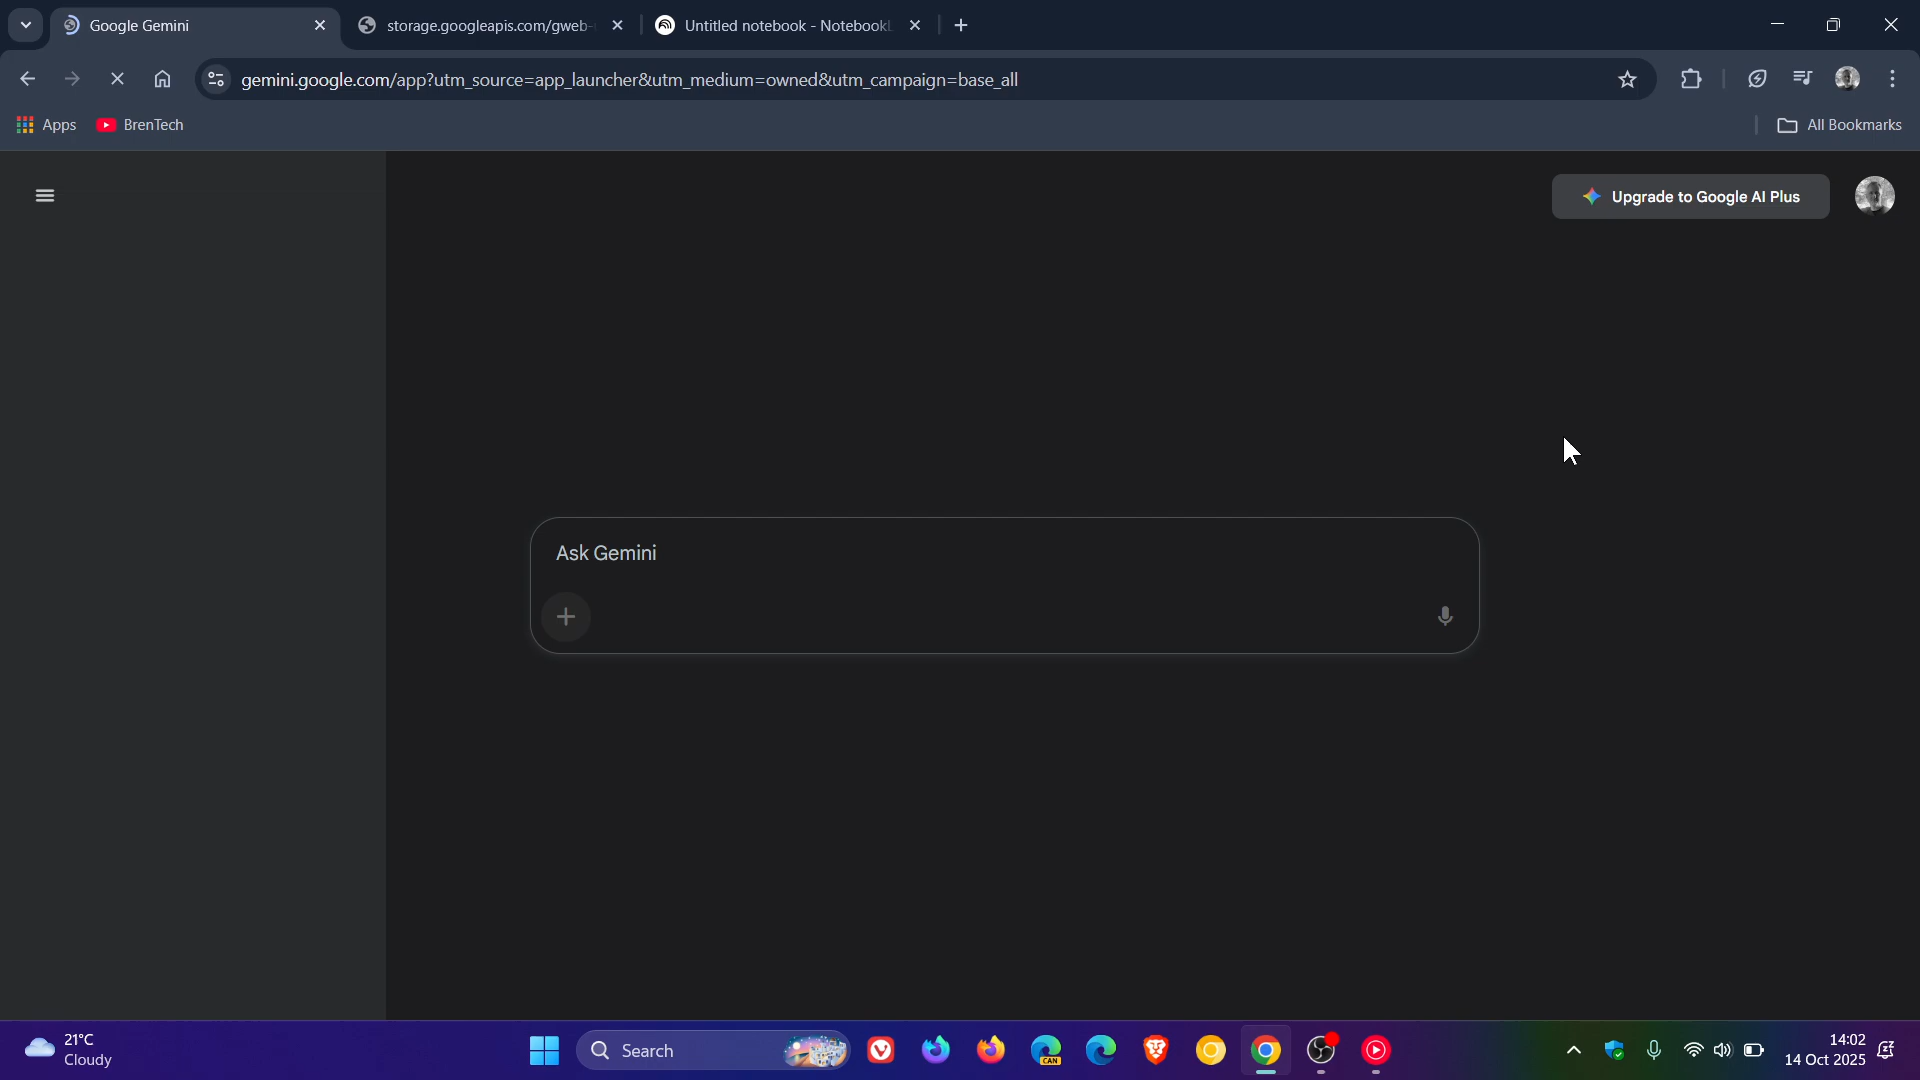 Google Gemini
storage.googleapis.com/gweb-
Untitled notebook - Notebook
gemini.google.com/app?utm_source=app_launcher&utm_medium=owned&utm_campaign=base_all
Apps
BrenTech
All Bookmarks
Upgrade to Google AI Plus
Ask Gemini
21°C
Cloudy
Search
CAN
14:02
14 Oct 2025